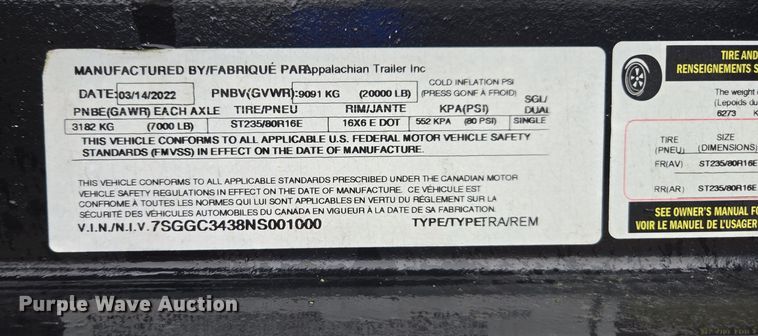 MANUFACTURED BY/FABRIQUÉ PAR Appalachian Trailer Inc
DATE: 03/14/2022 PNBV(GVWR): 9091 KG (20000 LB) COLD INFLATION PSI (PRESS GONF À FROID)
PNBE(GAWR) EACH AXLE TIRE/PNEU RIM/JANTE KPA(PSI) SGL/DUAL
3182 KG (7000 LB) ST235/80R16E 16X6 E DOT 552 KPA (80 PSI) SINGLE
THIS VEHICLE CONFORMS TO ALL APPLICABLE U.S. FEDERAL MOTOR VEHICLE SAFETY
STANDARDS (FMVSS) IN EFFECT ON THE DATE OF MANUFACTURE.
THIS VEHICLE CONFORMS TO ALL APPLICABLE STANDARDS PRESCRIBED UNDER THE CANADIAN MOTOR
VEHICLE SAFETY REGULATIONS IN EFFECT ON THE DATE OF MANUFACTURE. CE VÉHICULE EST
CONFORME A TOUTES LES NORMES QUI LUI SONT APPLICABLES EN VERTU DU RÉGLEMENT SUR LA
SÉCURITÉ DES VÉHICULES AUTOMOBILES DU CANADA EN VIGUEUR À LA DATE DE SA FABRICATION.
V.I.N./N.I.V. 7SGGC3438NS001000 TYPE/TYPE TRA/REM
TIRE AND
RENSEIGNEMENTS S
The weight
(Lepoids du
6273 K
TIRE SIZE
(PNEU) (DIMENSIONS)
FR(AV) ST235/80R16E
RR(AR) ST235/80R16E
SEE OWNER'S MANUAL FO
VOIR LE MANUEL DE L'USAGER
Purple Wave Auction